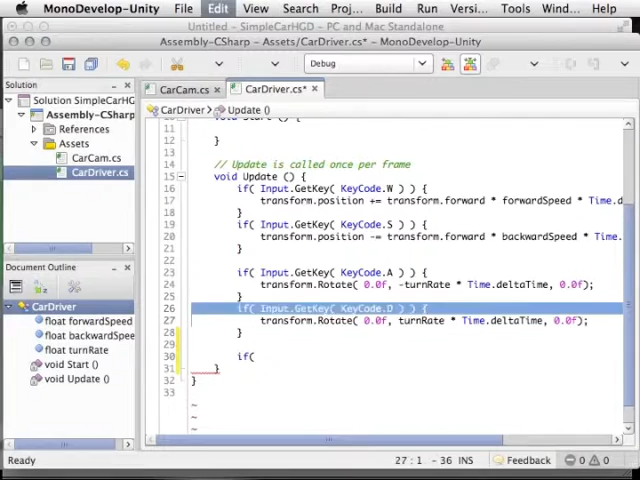 MonoDevelop-Unity File Edit View Search Proj... Build Run Versi... Tools Wind... Help
Untitled - SimpleCarHGD - PC and Mac Standalone
Assembly-CSharp - Assets/CarDriver.cs* - MonoDevelop-Unity
Debug
Solution
CarCam.cs
CarDriver.cs*
Solution SimpleCarHG
Assembly-CSharp
References
Assets
CarCam.cs
CarDriver.cs
Document Outline
CarDriver
float forwardSpeed
float backwardSpee
float turnRate
void Start ()
void Update ()
CarDriver
Update ()
10 void Start () {
11
12 }
13
14 // Update is called once per frame
15 void Update () {
16 if( Input.GetKey( KeyCode.W ) ) {
17 transform.position += transform.forward * forwardSpeed * Time.d
18 }
19 if( Input.GetKey( KeyCode.S ) ) {
20 transform.position -= transform.forward * backwardSpeed * Time.
21 }
22
23 if( Input.GetKey( KeyCode.A ) ) {
24 transform.Rotate( 0.0f, -turnRate * Time.deltaTime, 0.0f);
25 }
26 if( Input.GetKey( KeyCode.D ) ) {
27 transform.Rotate( 0.0f, turnRate * Time.deltaTime, 0.0f);
28 }
29
30 if(
31 }
32 }
33
~
~
~
Ready
27 : 1 - 36 INS
Feedback
0
0